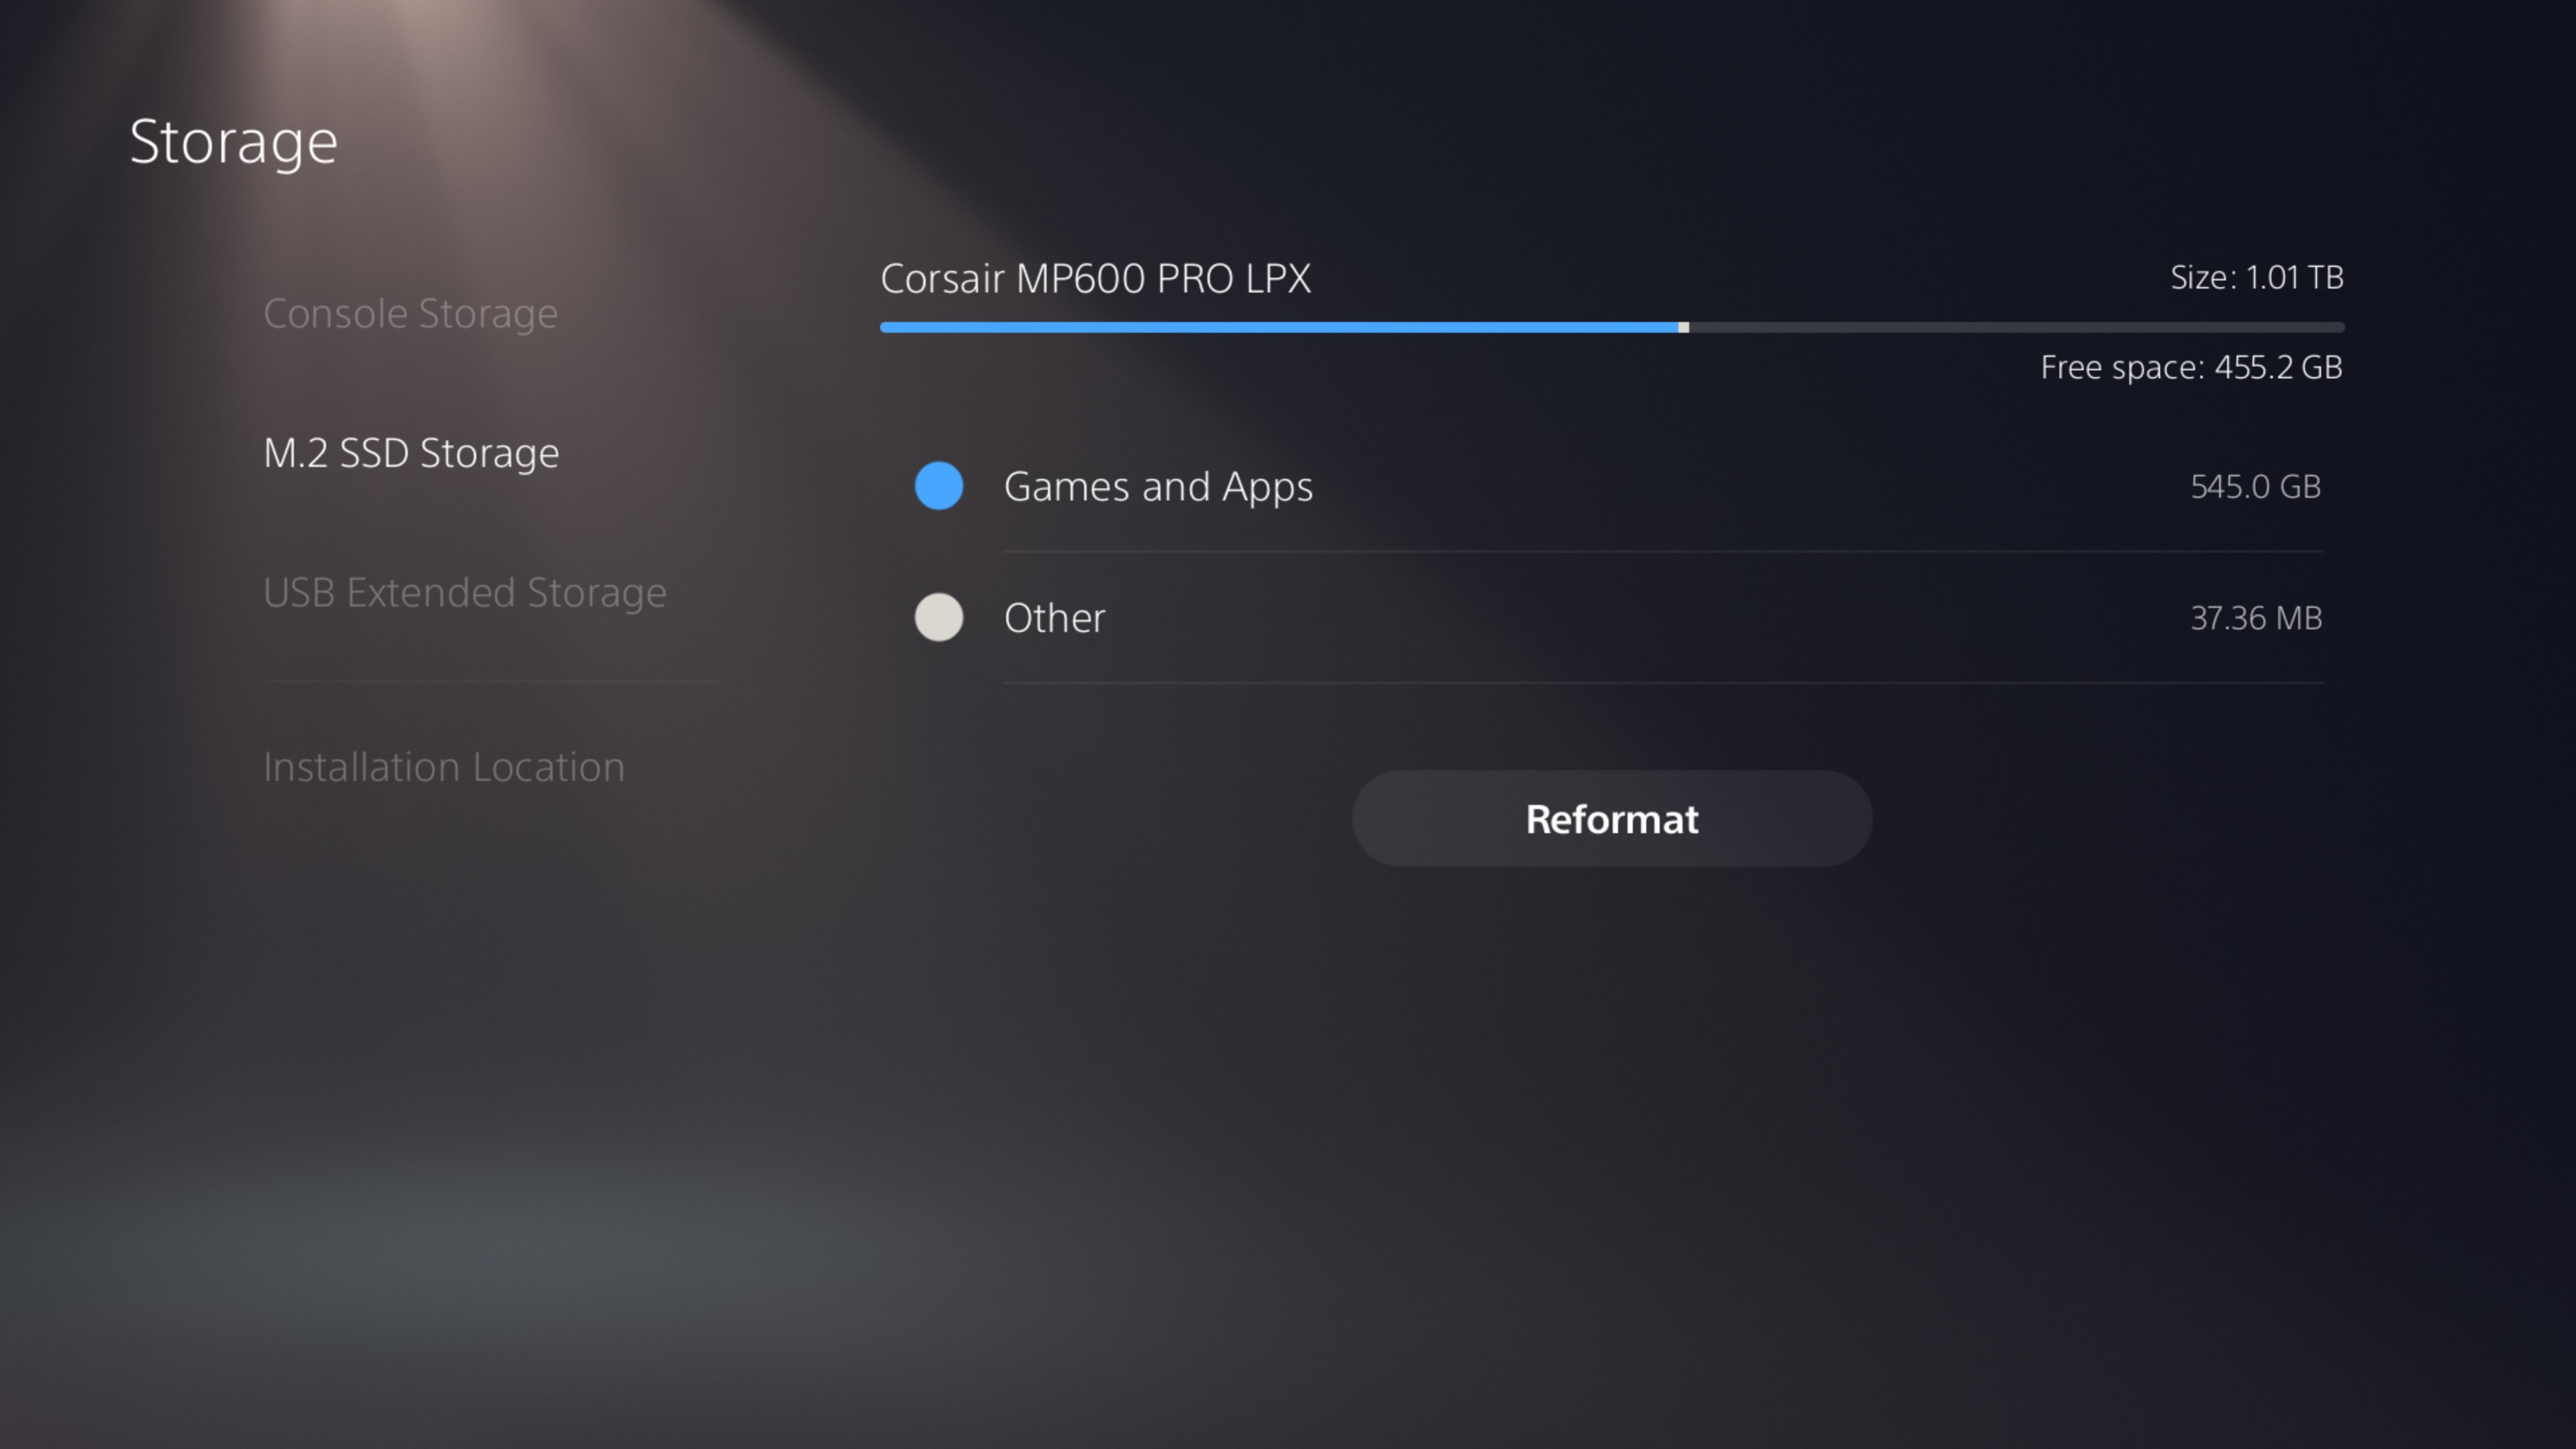 Storage
Console Storage
M.2 SSD Storage
USB Extended Storage
Installation Location
Corsair MP600 PRO LPX
Size: 1.01 TB
Free space: 455.2 GB
Games and Apps
545.0 GB
Other
37.36 MB
Reformat